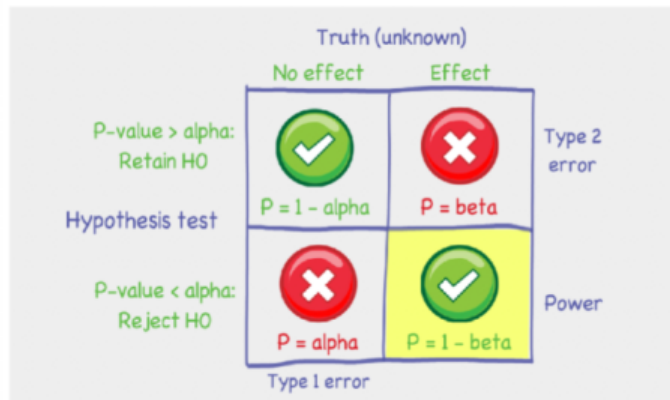 Truth (unknown)
No effect
Effect
P-value > alpha:
Retain H0
P = 1 - alpha
P = beta
Type 2
error
Hypothesis test
P-value < alpha:
Reject H0
P = alpha
P = 1 - beta
Power
Type 1 error